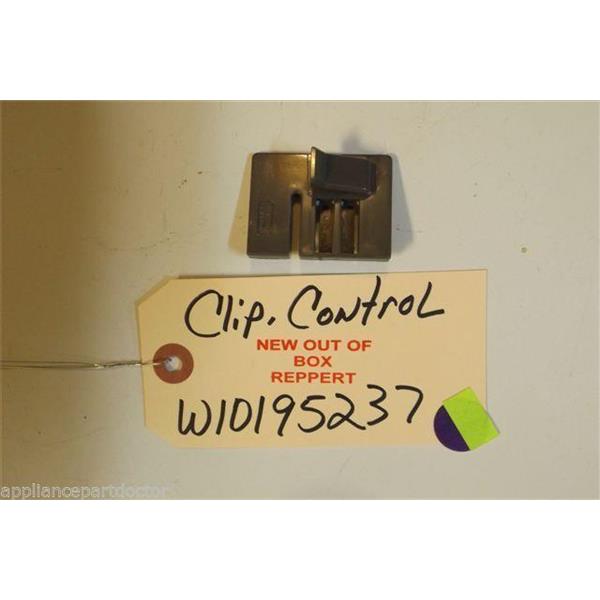 Clip, Control
NEW OUT OF
BOX
REPPERT
W10195237
appliancepartdoctor